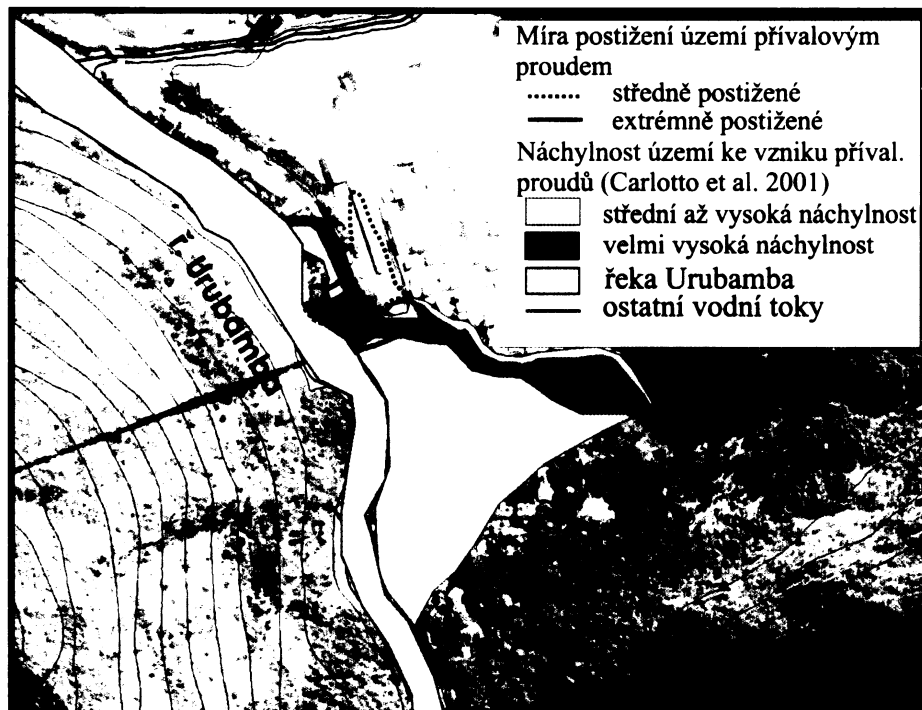 Míra postižení území přívalovým
proudem
středně postižené
extrémně postižené
Náchylnost území ke vzniku příval.
proudů (Carlotto et al. 2001)
střední až vysoká náchylnost
velmi vysoká náchylnost
řeka Urubamba
ostatní vodní toky
ř. Urubamba